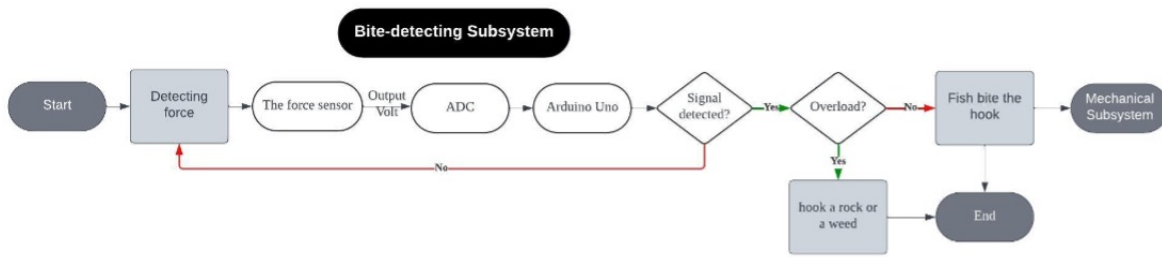 Bite-detecting Subsystem
Start
Detecting
force
The force sensor
Output
Volt
ADC
Arduino Uno
Signal
detected?
Yes
Overload?
No
Fish bite the
hook
Mechanical
Subsystem
No
Yes
hook a rock or
a weed
End